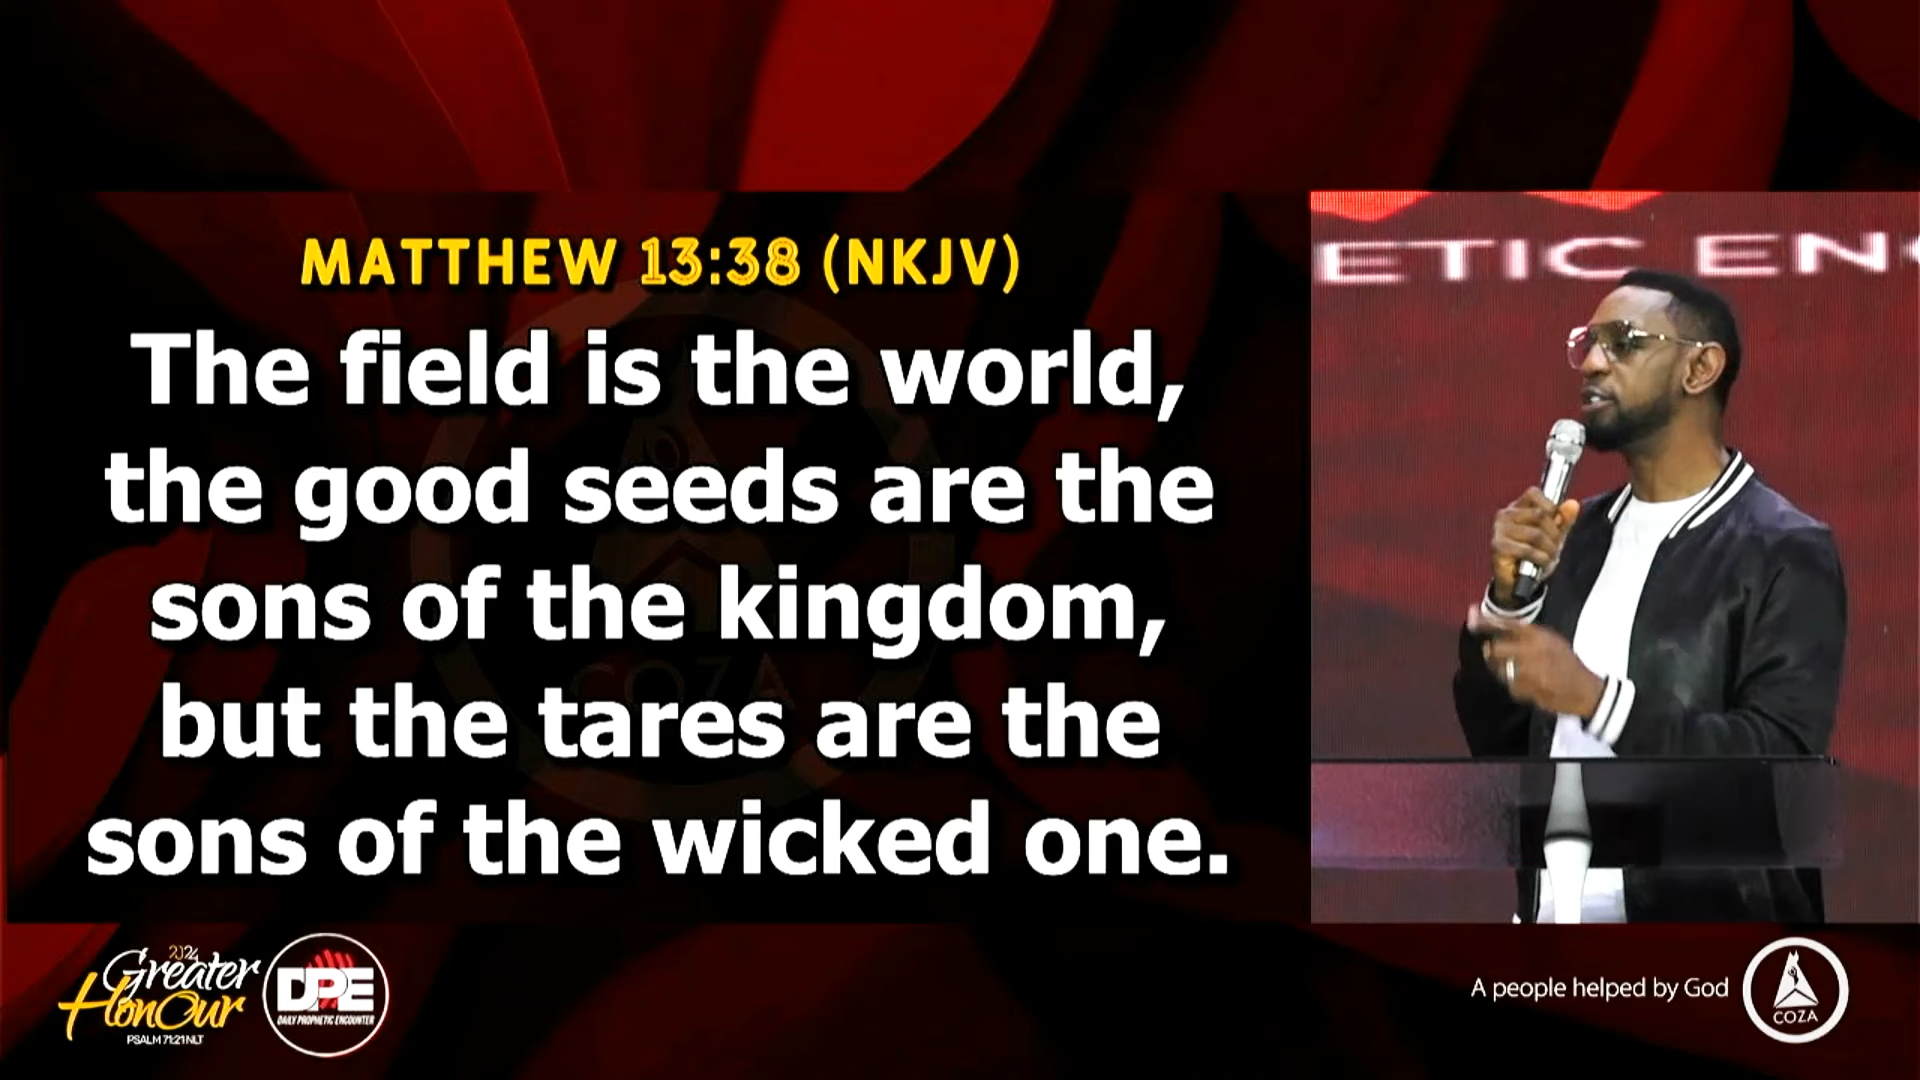 MATTHEW 13:38 (NKJV)
The field is the world,
the good seeds are the
sons of the kingdom,
but the tares are the
sons of the wicked one.
ETIC EN
2024
Greater
HonOur
PSALM 71:21 NLT
DPE
DAILY PROPHETIC ENCOUNTER
A people helped by God
COZA
COZA